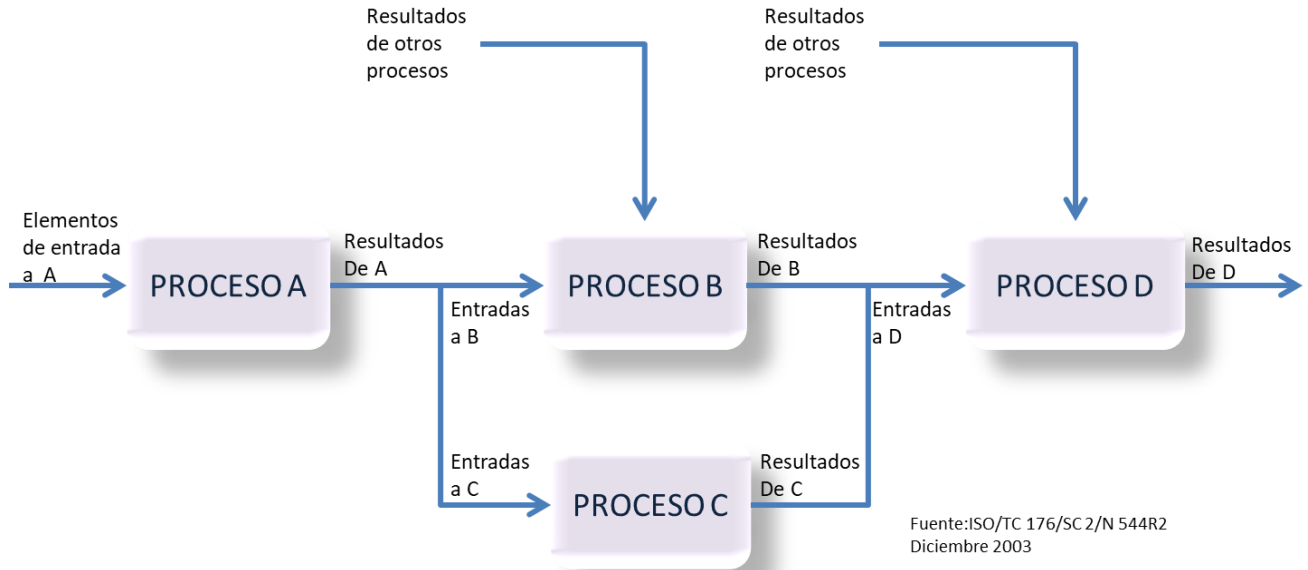 Resultados
de otros
procesos
Resultados
de otros
procesos
Elementos
de entrada
a A
PROCESO A
Resultados
De A
Entradas
a B
PROCESO B
Resultados
De B
Entradas
a D
PROCESO D
Resultados
De D
Entradas
a C
PROCESO C
Resultados
De C
Fuente:ISO/TC 176/SC 2/N 544R2
Diciembre 2003